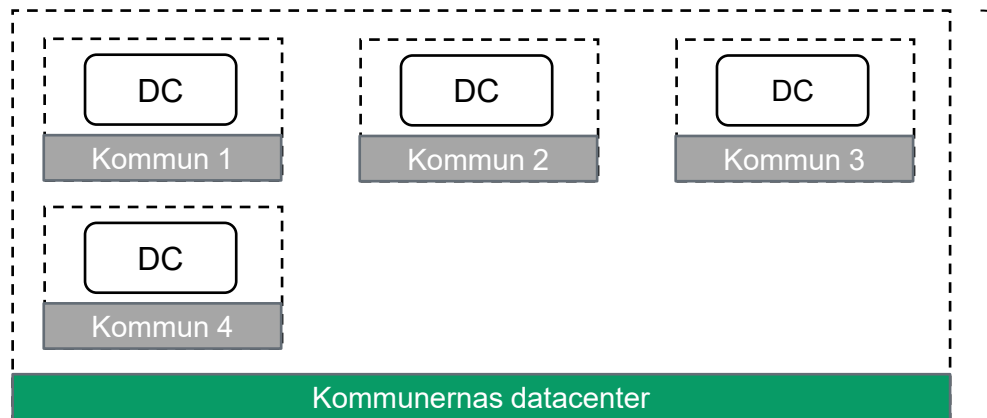 DC
Kommun 1
DC
Kommun 2
DC
Kommun 3
DC
Kommun 4
Kommunernas datacenter